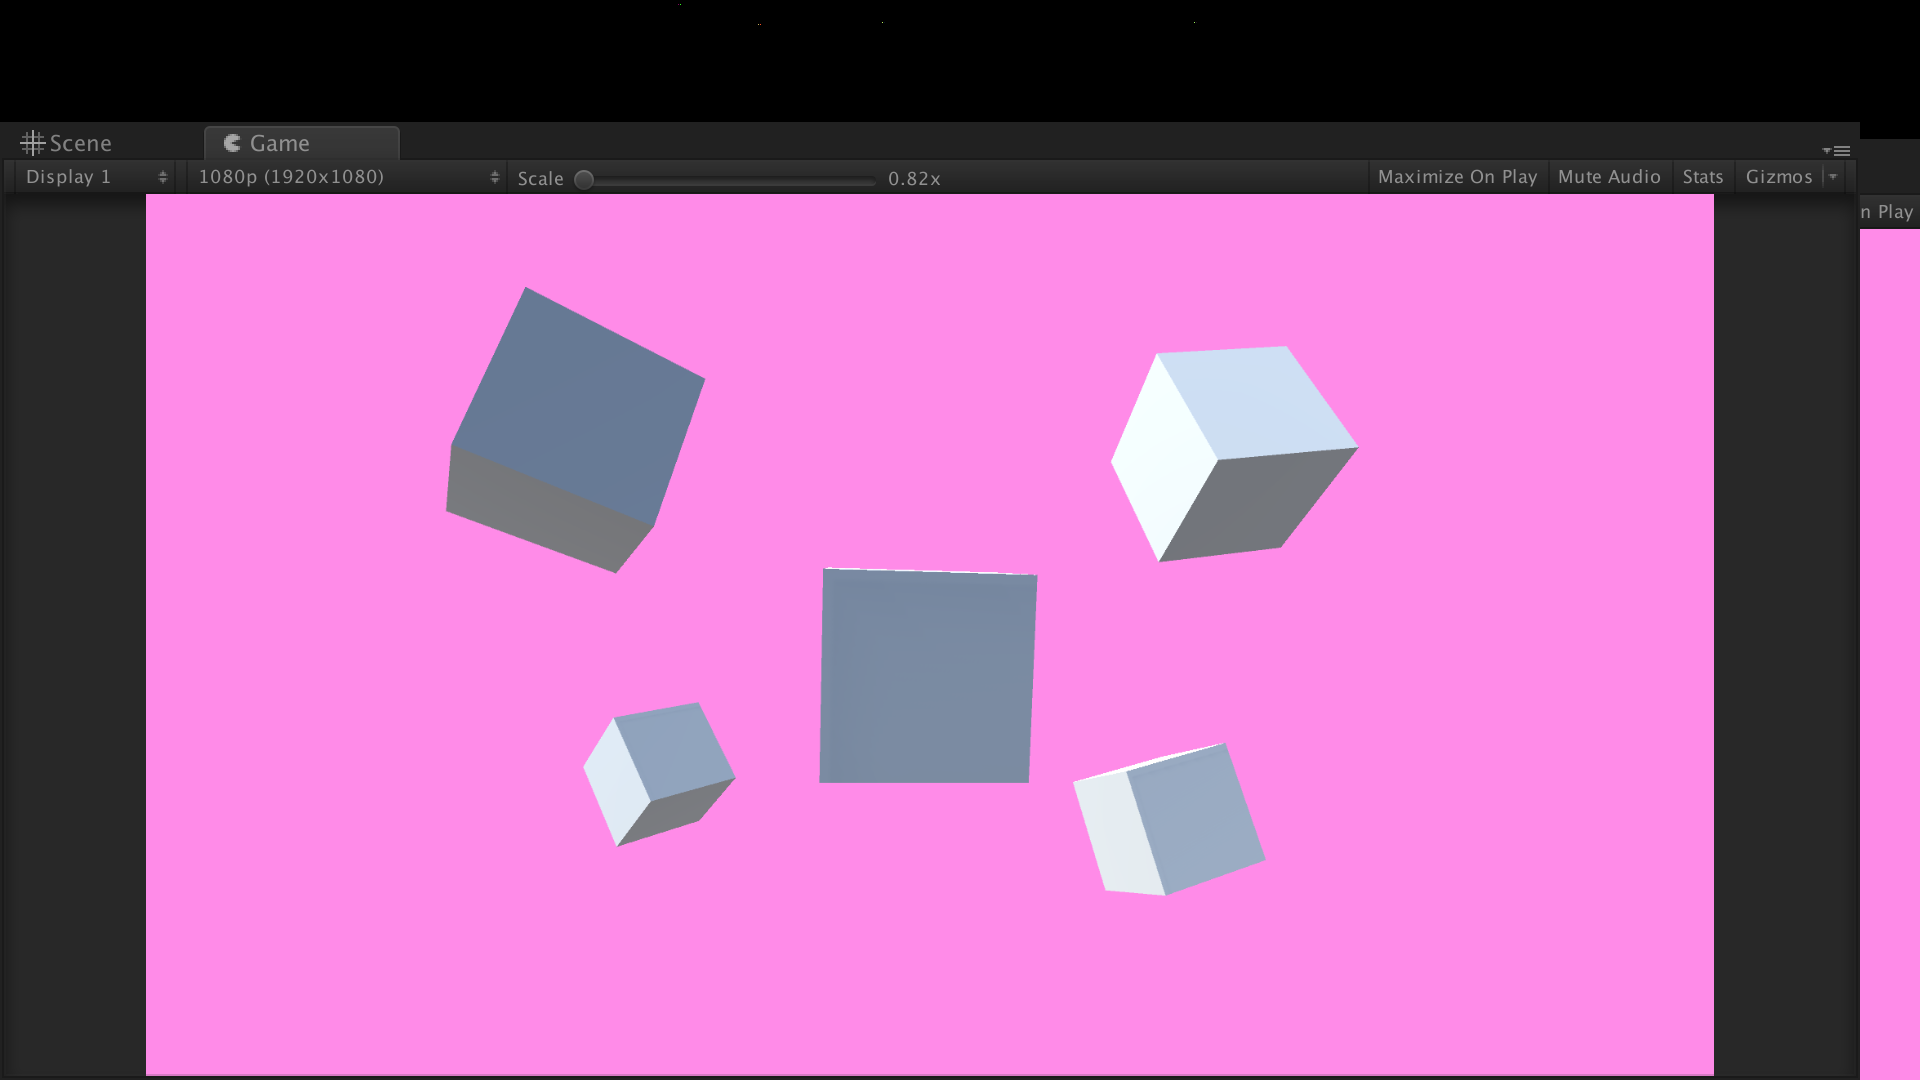 Scene
Game
Display 1
1080p (1920x1080)
Scale
0.82x
Maximize On Play
Mute Audio
Stats
Gizmos
n Play